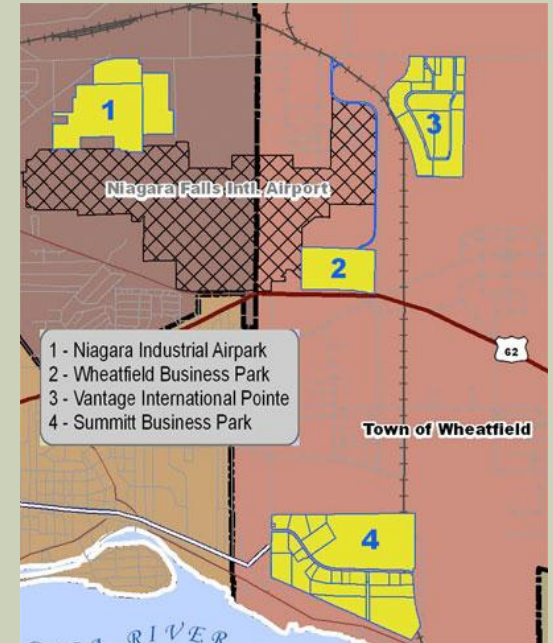 1
3
Niagara Falls Intl. Airport
2
62
1 - Niagara Industrial Airpark
2 - Wheatfield Business Park
3 - Vantage International Pointe
4 - Summitt Business Park
Town of Wheatfield
4
RIVER